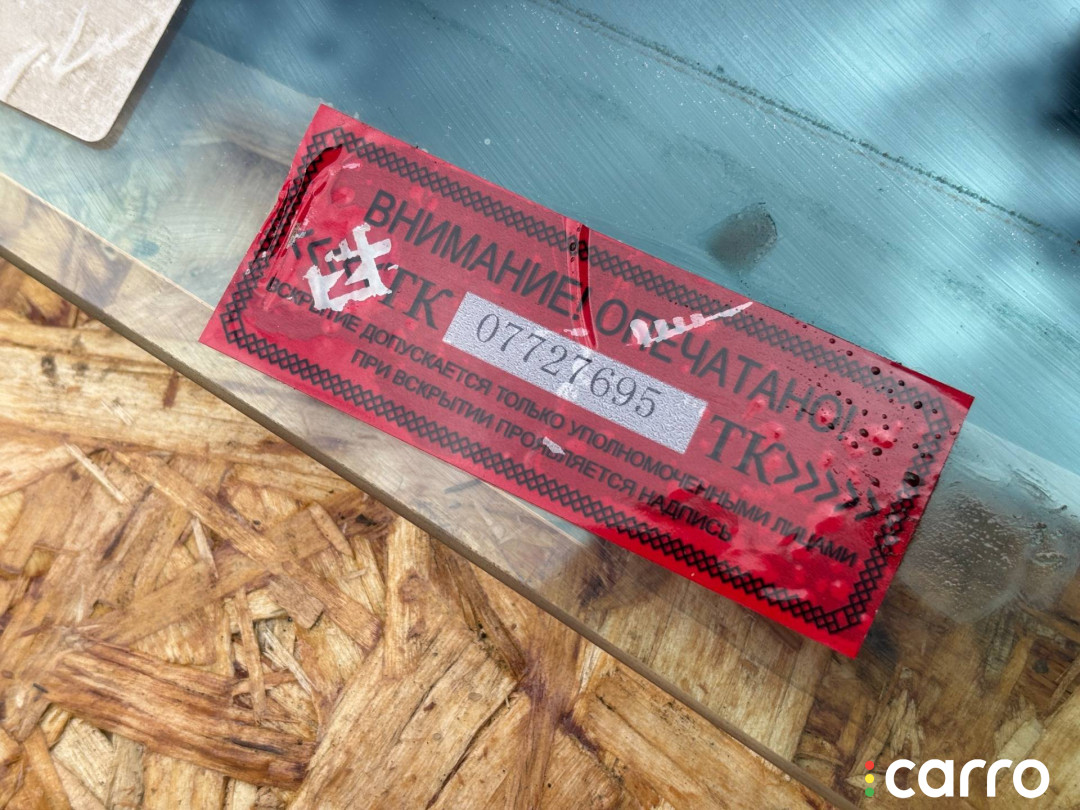 ВНИМАНИЕ! ОПЕЧАТАНО!
<<<<ТК 07727695 ТК>>>>>
ВСКРЫТИЕ ДОПУСКАЕТСЯ ТОЛЬКО УПОЛНОМОЧЕННЫМИ ЛИЦАМИ
ПРИ ВСКРЫТИИ ПРОЯВЛЯЕТСЯ НАДПИСЬ
carro